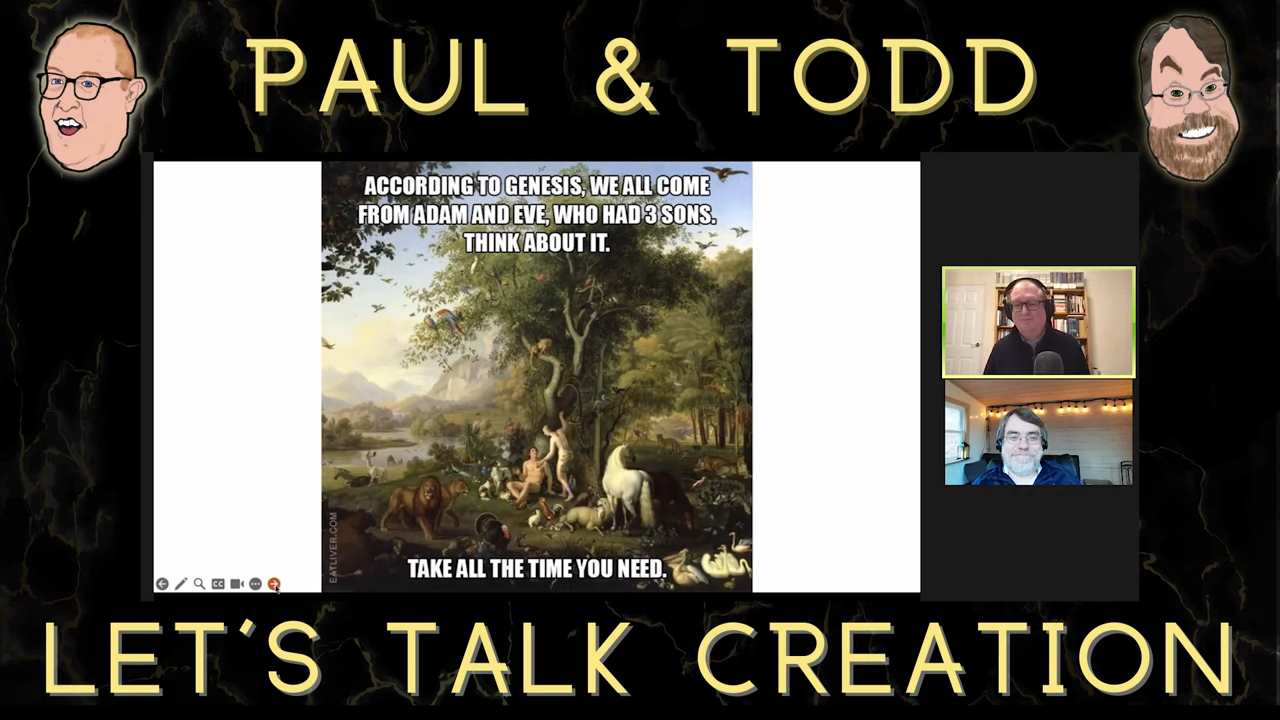 PAUL & TODD
ACCORDING TO GENESIS, WE ALL COME
FROM ADAM AND EVE, WHO HAD 3 SONS.
THINK ABOUT IT.
EATLIVER.COM
TAKE ALL THE TIME YOU NEED.
CC
LET'S TALK CREATION